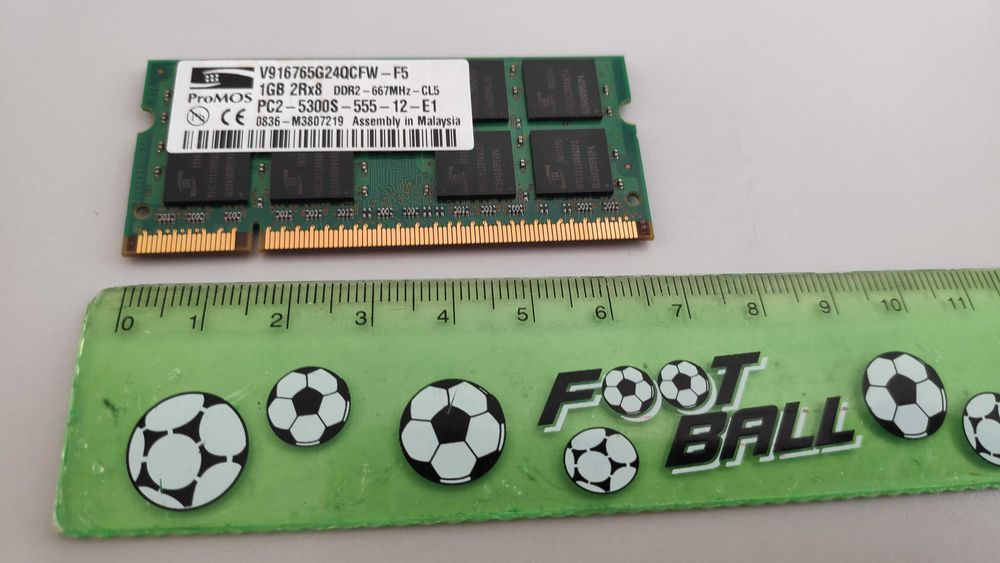 V916765G24QCFW-F5
1GB 2Rx8 DDR2-667MHz-CL5
ProMOS
PC2-5300S-555-12-E1
CE
0836-M3807219 Assembly in Malaysia
0 1 2 3 4 5 6 7 8 9 10 11
FOOT
BALL